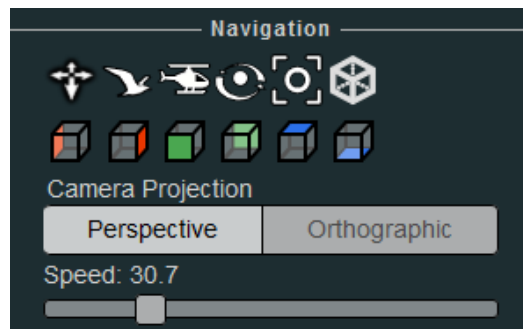 Navigation
Camera Projection
Perspective Orthographic
Speed: 30.7